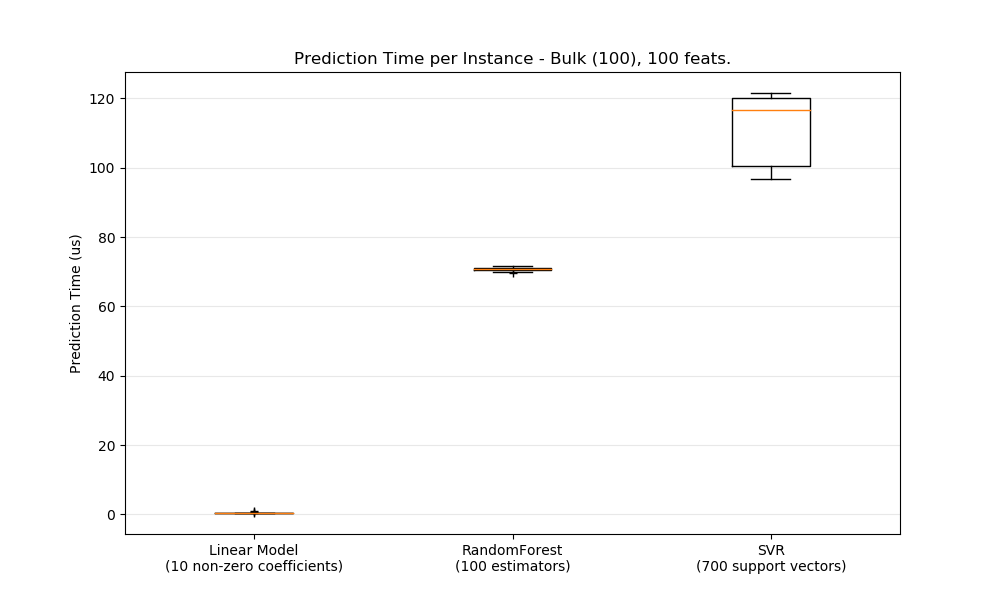 Prediction Time per Instance - Bulk (100), 100 feats.
120
100
80
60
40
20
0
Prediction Time (us)
Linear Model
(10 non-zero coefficients)
RandomForest
(100 estimators)
SVR
(700 support vectors)